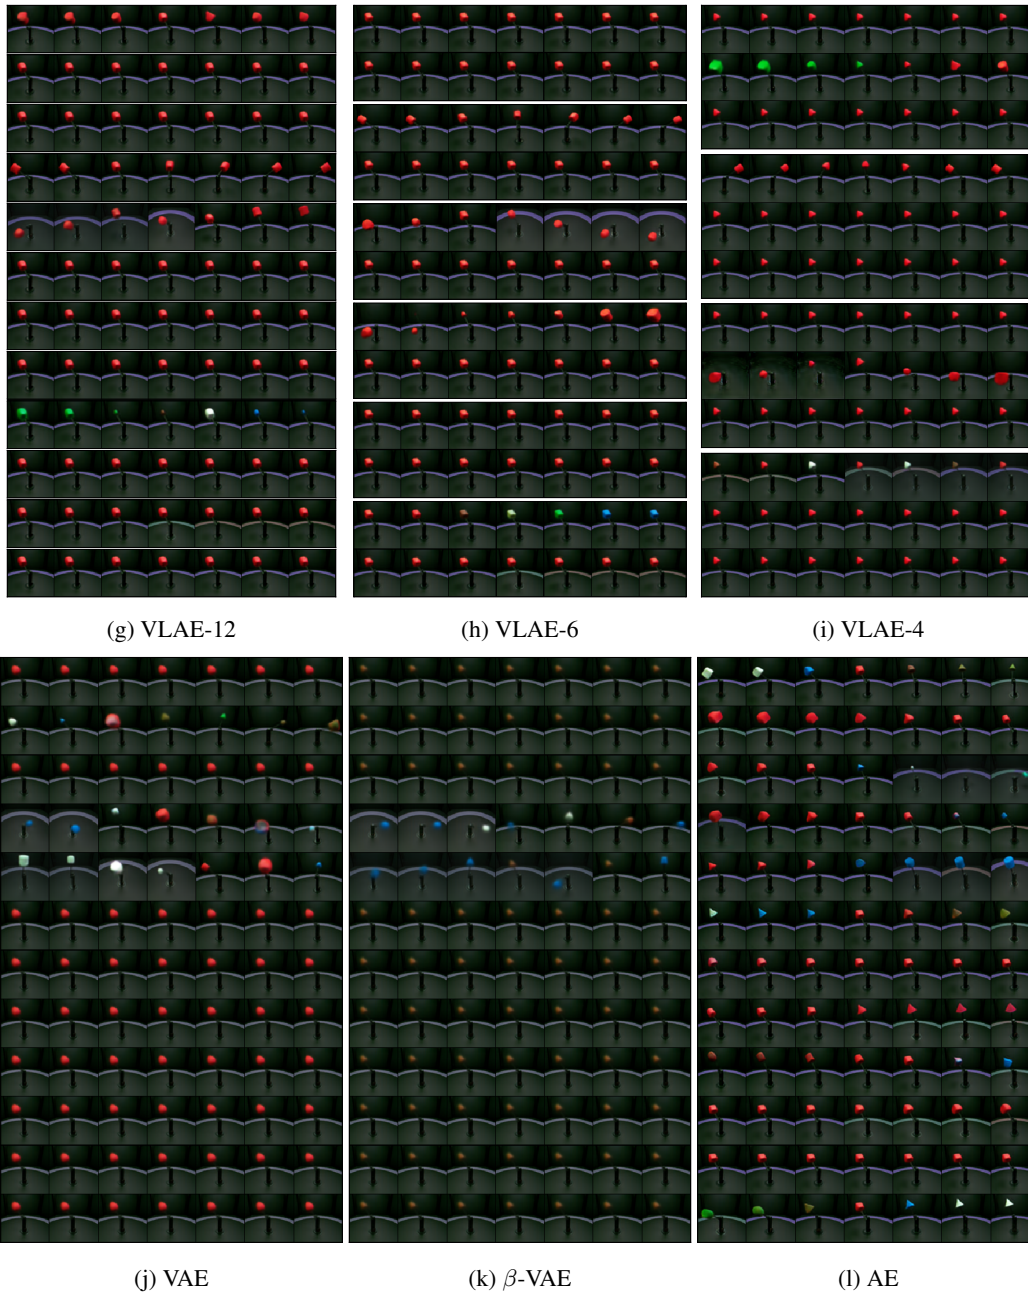 (g) VLAE-12
(h) VLAE-6
(i) VLAE-4
(j) VAE
(k) β-VAE
(l) AE